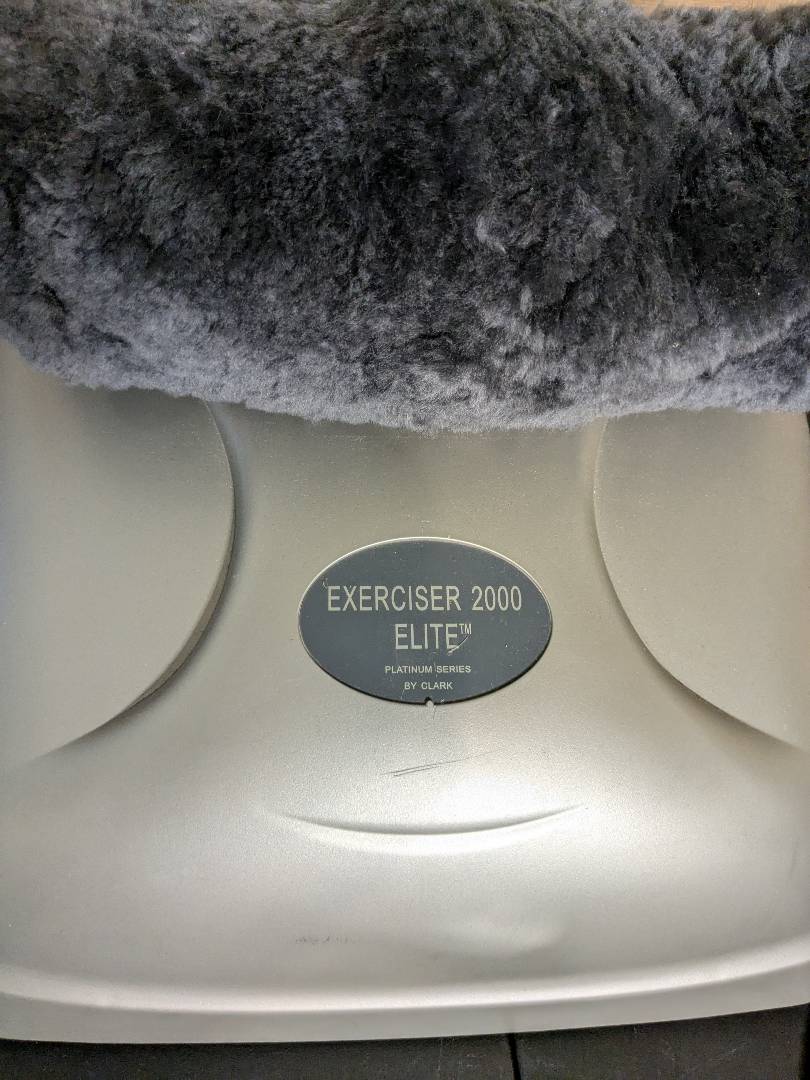 EXERCISER 2000
ELITE™
PLATINUM SERIES
BY CLARK